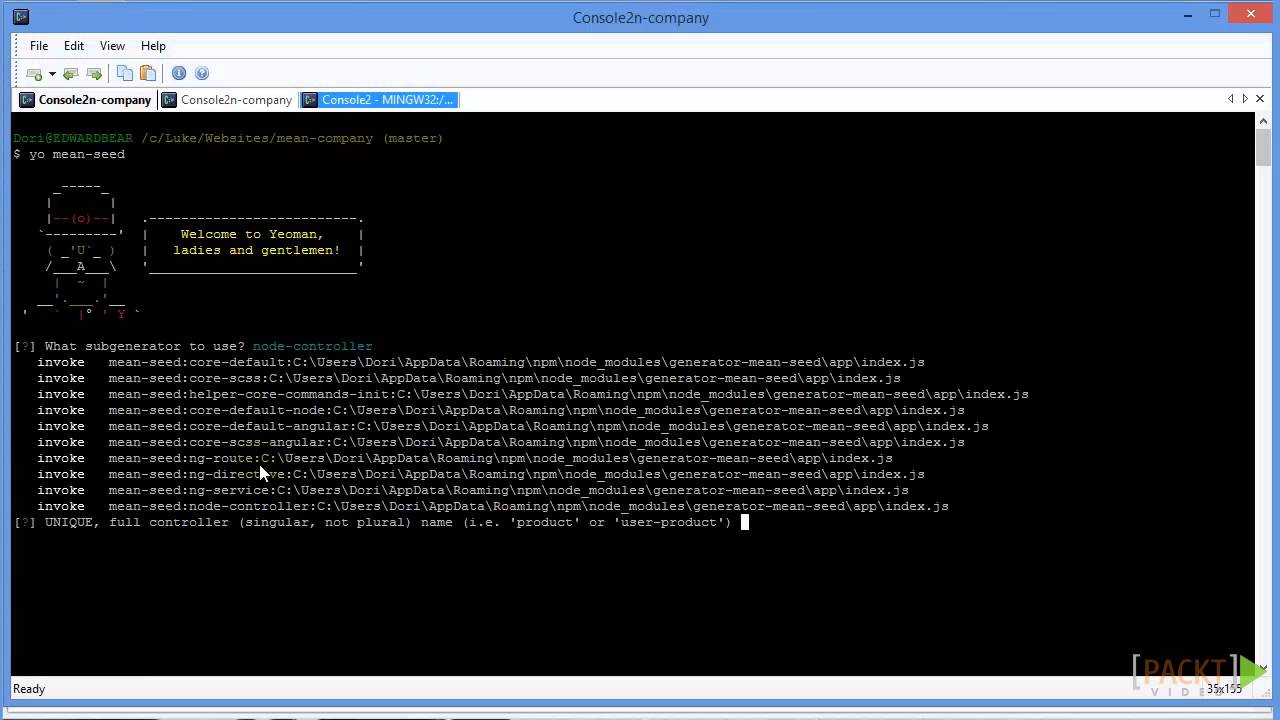 Console2n-company
File Edit View Help
Console2n-company Console2n-company Console2 - MINGW32:/...
Dori@EDWARDBEAR /c/Luke/Websites/mean-company (master)
$ yo mean-seed
Welcome to Yeoman,
ladies and gentlemen!
[?] What subgenerator to use? node-controller
invoke mean-seed:core-default:C:\Users\Dori\AppData\Roaming\npm\node_modules\generator-mean-seed\app\index.js
invoke mean-seed:core-scss:C:\Users\Dori\AppData\Roaming\npm\node_modules\generator-mean-seed\app\index.js
invoke mean-seed:helper-core-commands-init:C:\Users\Dori\AppData\Roaming\npm\node_modules\generator-mean-seed\app\index.js
invoke mean-seed:core-default-node:C:\Users\Dori\AppData\Roaming\npm\node_modules\generator-mean-seed\app\index.js
invoke mean-seed:core-default-angular:C:\Users\Dori\AppData\Roaming\npm\node_modules\generator-mean-seed\app\index.js
invoke mean-seed:core-scss-angular:C:\Users\Dori\AppData\Roaming\npm\node_modules\generator-mean-seed\app\index.js
invoke mean-seed:ng-route:C:\Users\Dori\AppData\Roaming\npm\node_modules\generator-mean-seed\app\index.js
invoke mean-seed:ng-directive:C:\Users\Dori\AppData\Roaming\npm\node_modules\generator-mean-seed\app\index.js
invoke mean-seed:ng-service:C:\Users\Dori\AppData\Roaming\npm\node_modules\generator-mean-seed\app\index.js
invoke mean-seed:node-controller:C:\Users\Dori\AppData\Roaming\npm\node_modules\generator-mean-seed\app\index.js
[?] UNIQUE, full controller (singular, not plural) name (i.e. 'product' or 'user-product')
[PACKT]
VIDEO
Ready 35x155